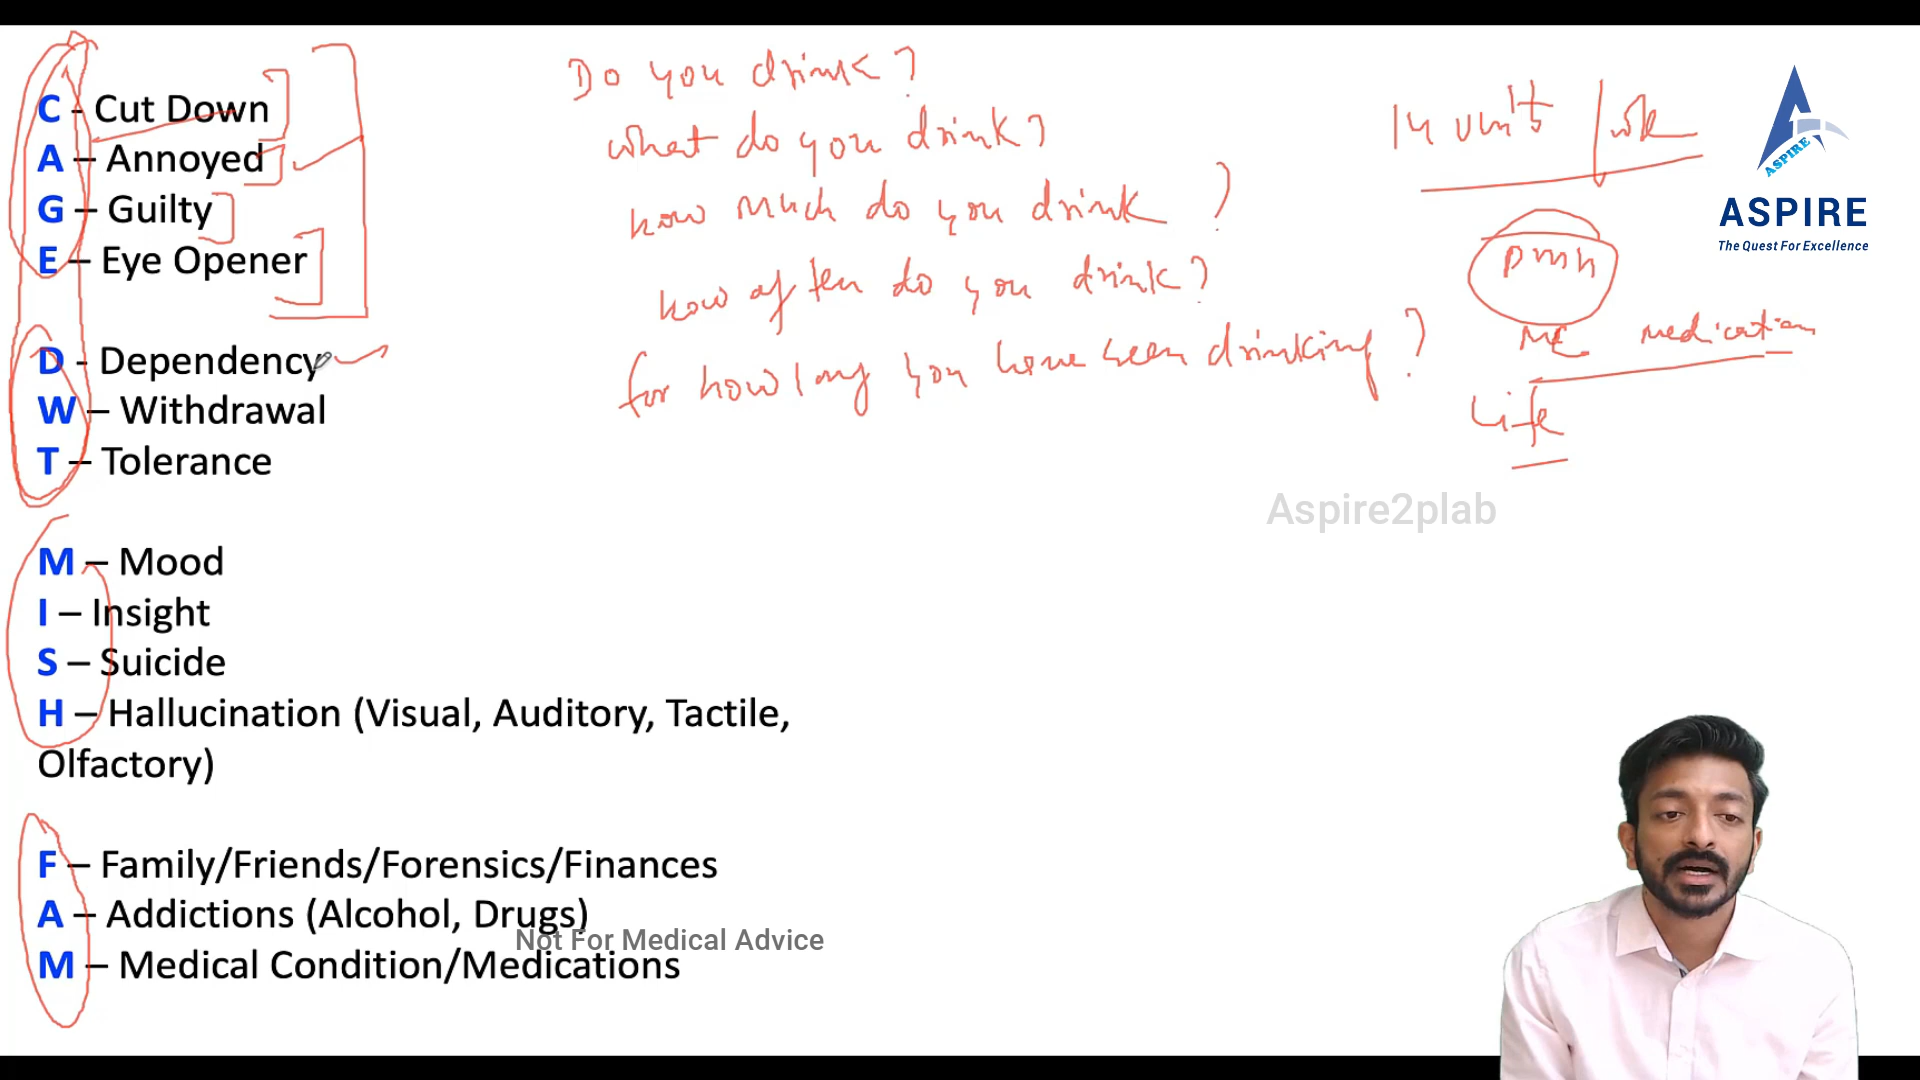 C - Cut Down
A – Annoyed
G – Guilty
E – Eye Opener
D - Dependency
W – Withdrawal
T – Tolerance
M – Mood
I – Insight
S – Suicide
H – Hallucination (Visual, Auditory, Tactile,
Olfactory)
F – Family/Friends/Forensics/Finances
A – Addictions (Alcohol, Drugs)
M – Medical Condition/Medications
Do you drink?
what do you drink?
how much do you drink ?
how often do you drink?
for how long you have been drinking ?
14 units / wk
medication
Life
ASPIRE
ASPIRE
The Quest For Excellence
Aspire2plab
Not For Medical Advice